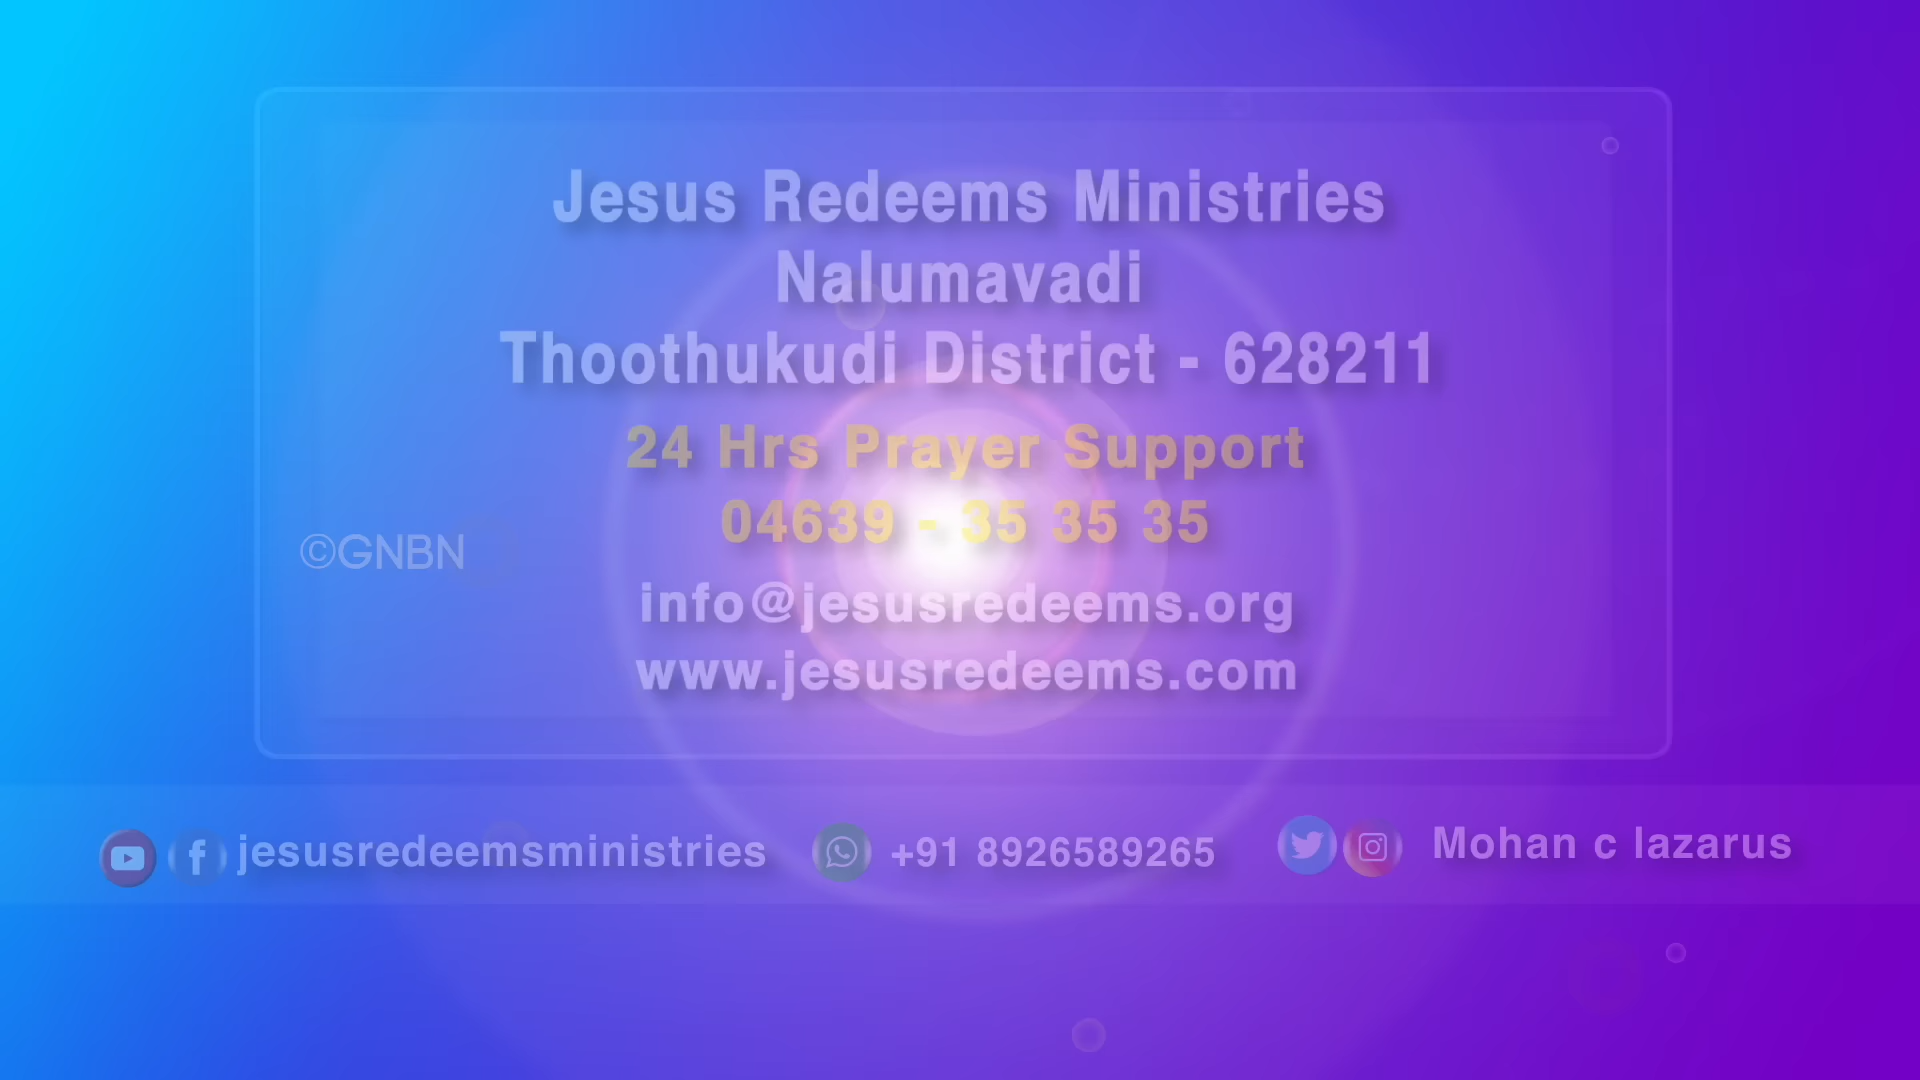 Jesus Redeems Ministries
Nalumavadi
Thoothukudi District - 628211
24 Hrs Prayer Support
04639 - 35 35 35
©GNBN
info@jesusredeems.org
www.jesusredeems.com
jesusredeemsministries +91 8926589265 Mohan c lazarus